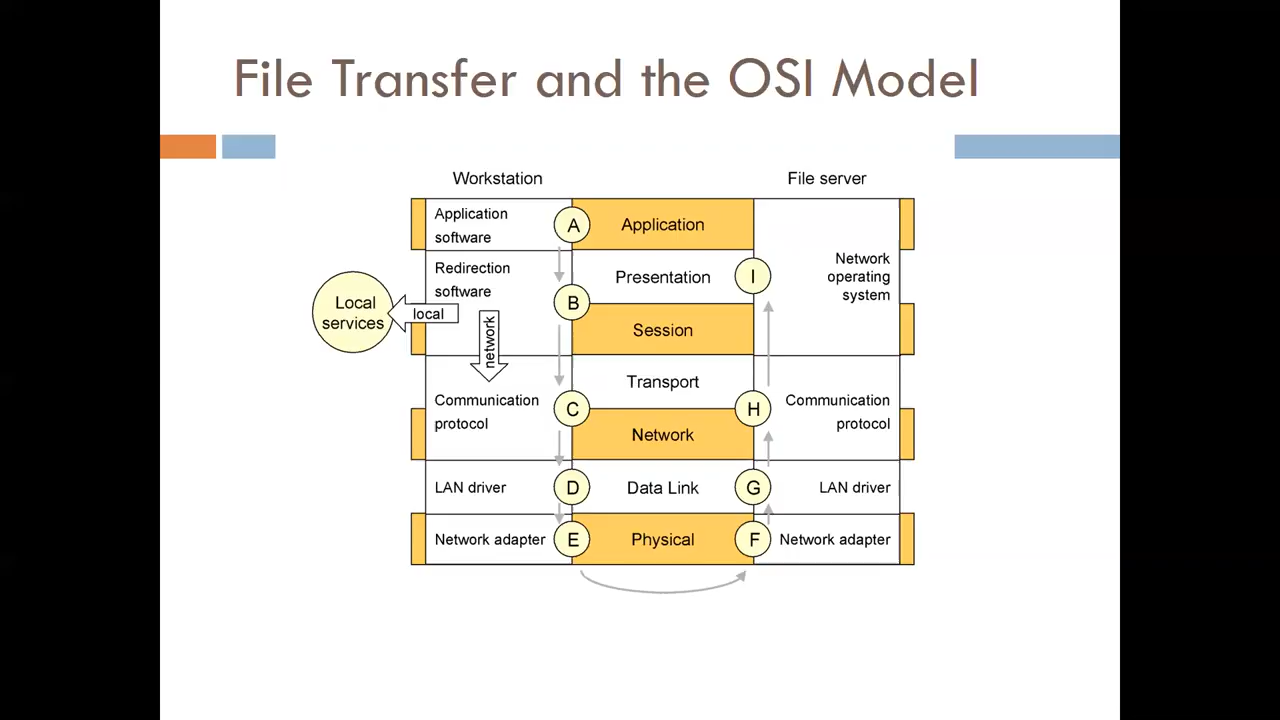 File Transfer and the OSI Model
Workstation
File server
Application
software
A
Application
Redirection
software
B
Presentation
I
Network
operating
system
Local
services
local
network
Session
Transport
Communication
protocol
C
Network
H
Communication
protocol
LAN driver
D
Data Link
G
LAN driver
Network adapter
E
Physical
F
Network adapter